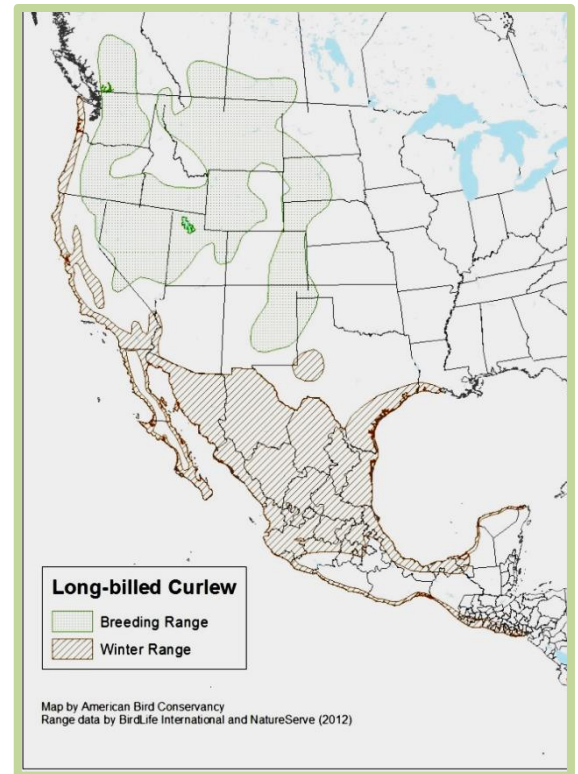 Long-billed Curlew
Breeding Range
Winter Range
Map by American Bird Conservancy
Range data by BirdLife International and NatureServe (2012)